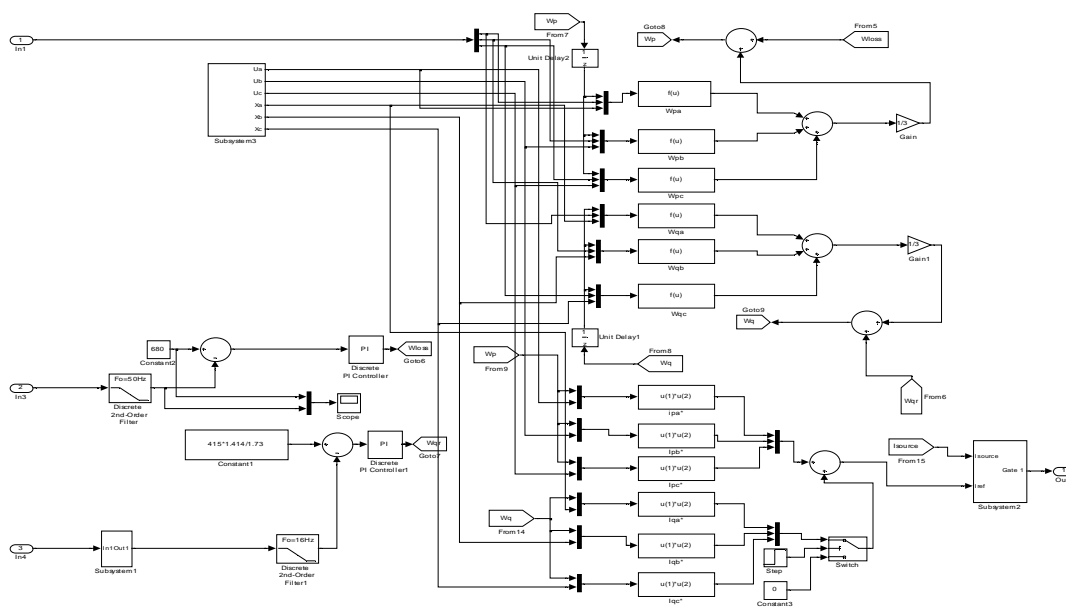 1
In1
Subsystem3
Ua
Ub
Uc
Xa
Xb
Xc
Wp
From7
Unit Delay2
1
z
Goto8
Wp
From5
Wloss
f(u)
Wpa
f(u)
Wpb
f(u)
Wpc
1/3
Gain
f(u)
Wqa
f(u)
Wqb
f(u)
Wqc
1/3
Gain1
Goto9
Wq
Unit Delay1
1
z
From8
Wq
Wqr
From6
680
Constant2
PI
Discrete
PI Controller
Wloss
Goto6
2
In3
Fo=50Hz
Discrete
2nd-Order
Filter
Scope
415*1.414/1.73
Constant1
PI
Discrete
PI Controller1
Wqr
Goto7
3
In4
In1Out1
Subsystem1
Fo=16Hz
Discrete
2nd-Order
Filter1
Wp
From9
Wq
From14
u(1)*u(2)
ipa*
u(1)*u(2)
Ipb*
u(1)*u(2)
Ipc*
u(1)*u(2)
Iqa*
u(1)*u(2)
Iqb*
u(1)*u(2)
Iqc*
Step
0
Constant3
Switch
Isource
From15
Isource
Iref
Gate 1
Subsystem2
1
Ou